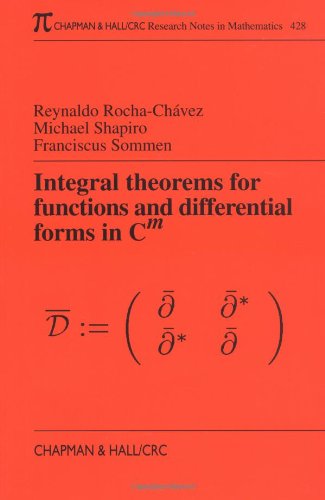 π CHAPMAN & HALL/CRC Research Notes in Mathematics 428
Reynaldo Rocha-Chávez
Michael Shapiro
Franciscus Sommen
Integral theorems for
functions and differential
forms in Cᵐ
D̅ := ( ∂̄ ∂̄*
∂̄* ∂̄ )
CHAPMAN & HALL/CRC